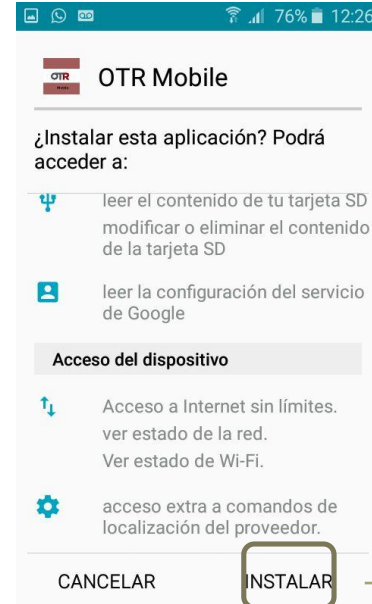 76% 12:26
OTR
Mobile
OTR Mobile
¿Instalar esta aplicación? Podrá
acceder a:
leer el contenido de tu tarjeta SD
modificar o eliminar el contenido
de la tarjeta SD
leer la configuración del servicio
de Google
Acceso del dispositivo
Acceso a Internet sin límites.
ver estado de la red.
Ver estado de Wi-Fi.
acceso extra a comandos de
localización del proveedor.
CANCELAR INSTALAR